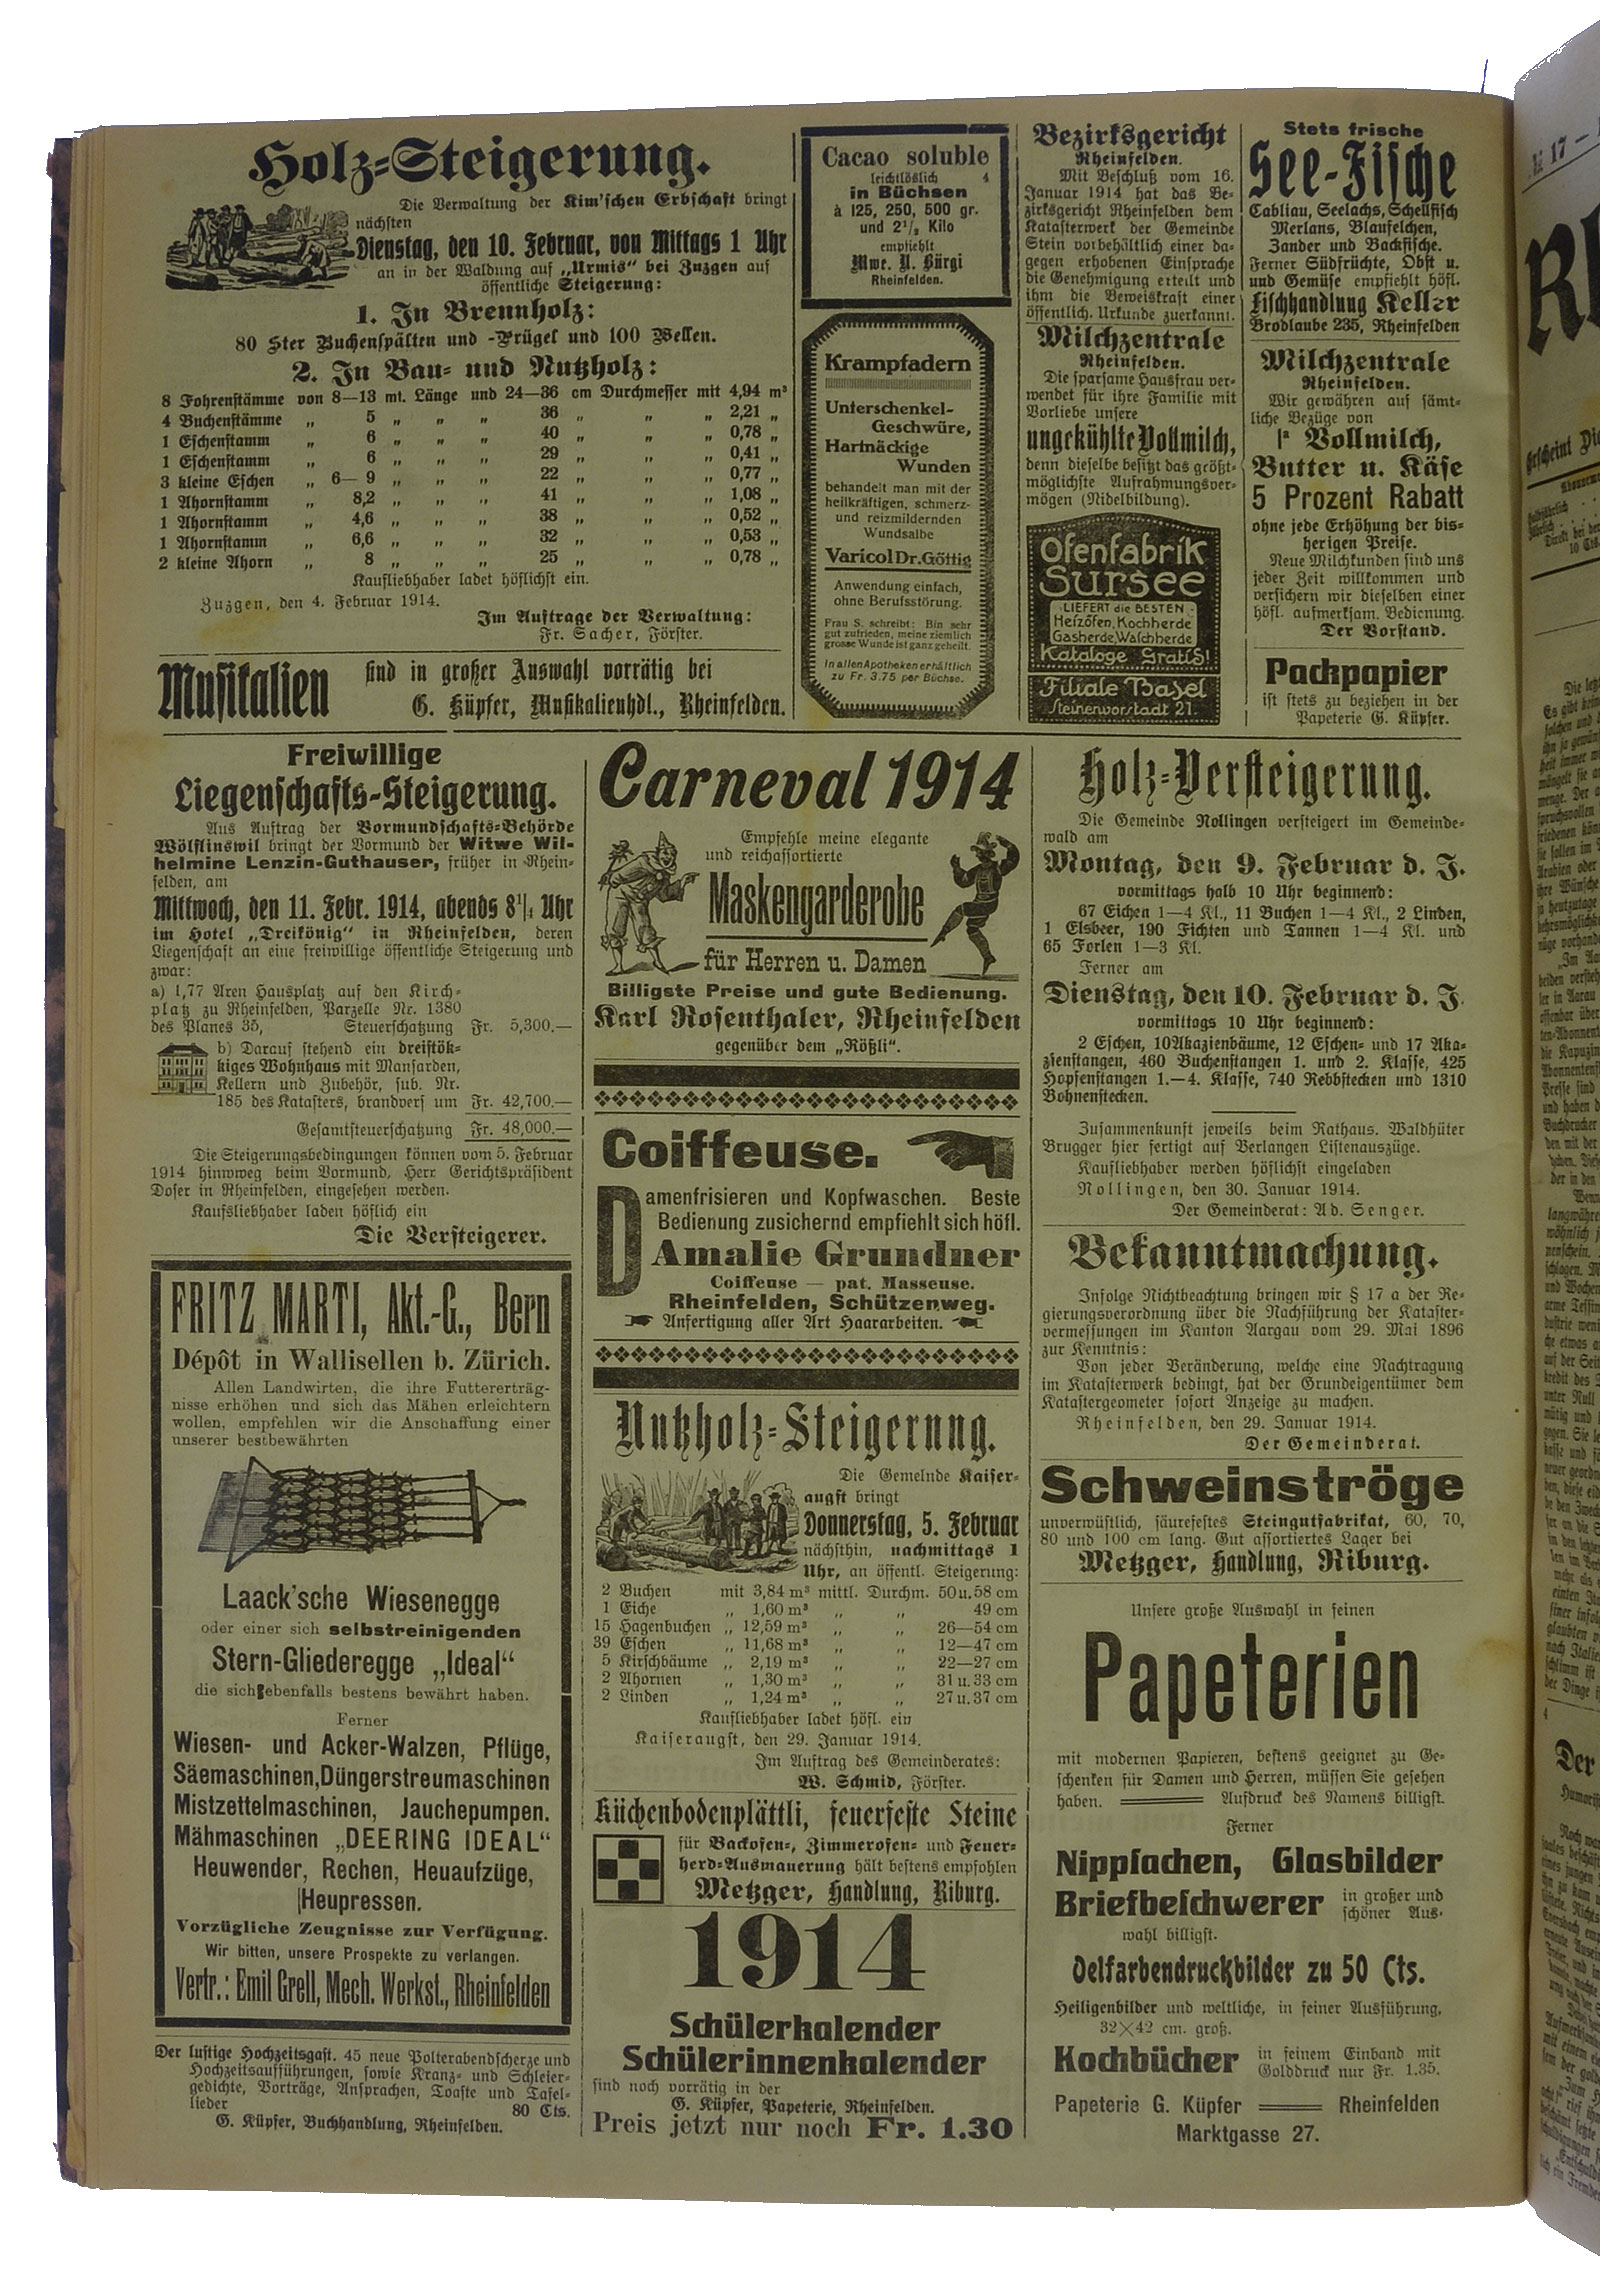 Holz-Steigerung.
Die Verwaltung der Kim'schen Erbschaft bringt
nächsten
Dienstag, den 10. Februar, von Mittags 1 Uhr
an in der Waldung auf „Urmis“ bei Zuzgen auf
öffentliche Steigerung:
1. In Brennholz:
80 Ster Buchenspälten und -Prügel und 100 Wellen.
2. In Bau- und Nutzholz:
8 Fohrenstämme von 8—13 mt. Länge und 24—36 cm Durchmesser mit 4,94 m³
4 Buchenstämme „ 5 „ „ „ 36 „ „ „ 2,21 „
1 Eschenstamm „ 6 „ „ „ 40 „ „ „ 0,78 „
1 Eschenstamm „ 6 „ „ „ 29 „ „ „ 0,41 „
3 kleine Eschen „ 6—9 „ „ „ 22 „ „ „ 0,77 „
1 Ahornstamm „ 8,2 „ „ „ 41 „ „ „ 1,08 „
1 Ahornstamm „ 4,6 „ „ „ 38 „ „ „ 0,52 „
1 Ahornstamm „ 6,6 „ „ „ 32 „ „ „ 0,53 „
2 kleine Ahorn „ 8 „ „ „ 25 „ „ „ 0,78 „
Kaufliebhaber ladet höflichst ein.
Zuzgen, den 4. Februar 1914.
Im Auftrage der Verwaltung:
Fr. Sacher, Förster.
Musikalien
sind in großer Auswahl vorrätig bei
G. Küpfer, Musikalienhdl., Rheinfelden.
Cacao soluble
leichtlöslich 4
in Büchsen
à 125, 250, 500 gr.
und 2½ Kilo
empfiehlt
Wwe. A. Bürgi
Rheinfelden.
Krampfadern
Unterschenkel-
Geschwüre,
Hartnäckige
Wunden
behandelt man mit der
heilkräftigen, schmerz-
und reizmildernden
Wundsalbe
Varicol Dr. Göttig
Anwendung einfach,
ohne Berufsstörung.
Frau S. schreibt: Bin sehr
gut zufrieden, meine ziemlich
grosse Wunde ist ganz geheilt.
In allen Apotheken erhältlich
zu Fr. 3.75 per Büchse.
Bezirksgericht
Rheinfelden.
Mit Beschluß vom 16.
Januar 1914 hat das Be-
zirksgericht Rheinfelden dem
Katasterwerk der Gemeinde
Stein vorbehältlich einer da-
gegen erhobenen Einsprache
die Genehmigung erteilt und
ihm die Beweiskraft einer
öffentlich. Urkunde zuerkannt.
Milchzentrale
Rheinfelden.
Die sparsame Hausfrau ver-
wendet für ihre Familie mit
Vorliebe unsere
ungekühlte Vollmilch,
denn dieselbe besitzt das größt-
möglichste Aufrahmungsver-
mögen (Nidelbildung).
Ofenfabrik
Sursee
LIEFERT die BESTEN
Heizöfen, Kochherde
Gasherde, Waschherde
Kataloge Gratis!
Filiale Basel
Steinenvorstadt 21.
Stets frische
See-Fische
Cabliau, Seelachs, Schellfisch
Merlans, Blaufelchen,
Zander und Backfische.
Ferner Südfrüchte, Obst u.
und Gemüse empfiehlt höfl.
Fischhandlung Keller
Brodlaube 235, Rheinfelden
Milchzentrale
Rheinfelden.
Wir gewähren auf sämt-
liche Bezüge von
Iª Vollmilch,
Butter u. Käse
5 Prozent Rabatt
ohne jede Erhöhung der bis-
herigen Preise.
Neue Milchkunden sind uns
jeder Zeit willkommen und
versichern wir dieselben einer
höfl. aufmerksam. Bedienung.
Der Vorstand.
Packpapier
ist stets zu beziehen in der
Papeterie G. Küpfer.
Freiwillige
Liegenschafts-Steigerung.
Aus Auftrag der Vormundschafts-Behörde
Wölflinswil bringt der Vormund der Witwe Wil-
helmine Lenzin-Guthauser, früher in Rhein-
felden, am
Mittwoch, den 11. Febr. 1914, abends 8¼ Uhr
im Hotel „Dreikönig“ in Rheinfelden, deren
Liegenschaft an eine freiwillige öffentliche Steigerung und
zwar:
a) 1,77 Aren Hausplatz auf den Kirch-
platz zu Rheinfelden, Parzelle Nr. 1380
des Planes 35, Steuerschatzung Fr. 5,300.—
b) Darauf stehend ein dreistök-
kiges Wohnhaus mit Mansarden,
Kellern und Zubehör, sub. Nr.
185 des Katasters, brandvers um Fr. 42,700.—
Gesamtsteuerschatzung Fr. 48,000.—
Die Steigerungsbedingungen können vom 5. Februar
1914 hinwweg beim Vormund, Herr Gerichtspräsident
Doser in Rheinfelden, eingesehen werden.
Kaufsliebhaber laden höflich ein
Die Versteigerer.
FRITZ MARTI, Akt.-G., Bern
Dépôt in Wallisellen b. Zürich.
Allen Landwirten, die ihre Futtererträg-
nisse erhöhen und sich das Mähen erleichtern
wollen, empfehlen wir die Anschaffung einer
unserer bestbewährten
Laack'sche Wiesenegge
oder einer sich selbstreinigenden
Stern-Gliederegge „Ideal“
die sich ebenfalls bestens bewährt haben.
Ferner
Wiesen- und Acker-Walzen, Pflüge,
Säemaschinen, Düngerstreumaschinen
Mistzettelmaschinen, Jauchepumpen.
Mähmaschinen „DEERING IDEAL“
Heuwender, Rechen, Heuaufzüge,
Heupressen.
Vorzügliche Zeugnisse zur Verfügung.
Wir bitten, unsere Prospekte zu verlangen.
Vertr.: Emil Grell, Mech. Werkst., Rheinfelden
Der lustige Hochzeitsgast. 45 neue Polterabendscherze und
Hochzeitsaufführungen, sowie Kranz- und Schleier-
gedichte, Vorträge, Ansprachen, Toaste und Tafel-
lieder 80 Cts.
G. Küpfer, Buchhandlung, Rheinfelden.
Carneval 1914
Empfehle meine elegante
und reichassortierte
Maskengarderobe
für Herren u. Damen
Billigste Preise und gute Bedienung.
Karl Rosenthaler, Rheinfelden
gegenüber dem „Rößli“.
Coiffeuse.
Damenfrisieren und Kopfwaschen. Beste
Bedienung zusichernd empfiehlt sich höfl.
Amalie Grundner
Coiffeuse — pat. Masseuse.
Rheinfelden, Schützenweg.
Anfertigung aller Art Haararbeiten.
Nutzholz-Steigerung.
Die Gemeinde Kaiser-
augst bringt
Donnerstag, 5. Februar
nächsthin, nachmittags 1
Uhr, an öffentl. Steigerung:
2 Buchen mit 3,84 m³ mittl. Durchm. 50 u. 58 cm
1 Eiche „ 1,60 m³ „ „ 49 cm
15 Hagenbuchen „ 12,59 m³ „ „ 26—54 cm
39 Eschen „ 11,68 m³ „ „ 12—47 cm
5 Kirschbäume „ 2,19 m³ „ „ 22—27 cm
2 Ahornen „ 1,30 m³ „ „ 31 u. 33 cm
2 Linden „ 1,24 m³ „ „ 27 u. 37 cm
Kaufliebhaber ladet höfl. ein
Kaiseraugst, den 29. Januar 1914.
Im Auftrag des Gemeinderates:
W. Schmid, Förster.
Küchenbodenplättli, feuerfeste Steine
für Backofen-, Zimmerofen- und Feuer-
herd-Ausmauerung hält bestens empfohlen
Metzger, Handlung, Riburg.
1914
Schülerkalender
Schülerinnenkalender
sind noch vorrätig in der
G. Küpfer, Papeterie, Rheinfelden.
Preis jetzt nur noch Fr. 1.30
Holz-Versteigerung.
Die Gemeinde Nollingen versteigert im Gemeinde-
wald am
Montag, den 9. Februar d. J.
vormittags halb 10 Uhr beginnend:
67 Eichen 1—4 Kl., 11 Buchen 1—4 Kl., 2 Linden,
1 Elsbeer, 190 Fichten und Tannen 1—4 Kl. und
65 Forlen 1—3 Kl.
Ferner am
Dienstag, den 10. Februar d. J.
vormittogs 10 Uhr beginnend:
2 Eschen, 10 Akazienbäume, 12 Eschen- und 17 Aka-
zienstangen, 460 Buchenstangen 1. und 2. Klasse, 425
Hopfenstangen 1.—4. Klasse, 740 Rebbstecken und 1310
Bohnenstecken.
Zusammenkunft jeweils beim Rathaus. Waldhüter
Brugger hier fertigt auf Verlangen Listenauszüge.
Kaufliebhaber werden höflichst eingeladen
Nollingen, den 30. Januar 1914.
Der Gemeinderat: Ad. Senger.
Bekanntmachung.
Infolge Nichtbeachtung bringen wir § 17 a der Re-
gierungsverordnung über die Nachführung der Kataster-
vermessungen im Kanton Aargau vom 29. Mai 1896
zur Kenntnis:
Von jeder Veränderung, welche eine Nachtragung
im Katasterwerk bedingt, hat der Grundeigentümer dem
Katastergeometer sofort Anzeige zu machen.
Rheinfelden, den 29. Januar 1914.
Der Gemeinderat.
Schweinströge
unverwüstlich, säurefestes Steingutfabrikat, 60, 70,
80 und 100 cm lang. Gut assortiertes Lager bei
Metzger, Handlung, Riburg.
Unsere große Auswahl in feinen
Papeterien
mit modernen Papieren, bestens geeignet zu Ge-
schenken für Damen und Herren, müssen Sie gesehen
haben. Aufdruck des Namens billigst.
Ferner
Nippsachen, Glasbilder
Briefbeschwerer in großer und
schöner Aus-
wahl billigst.
Oelfarbendruckbilder zu 50 Cts.
Heiligenbilder und weltliche, in feiner Ausführung,
32×42 cm. groß.
Kochbücher in feinem Einband mit
Golddruck nur Fr. 1.35.
Papeterie G. Küpfer Rheinfelden
Marktgasse 27.